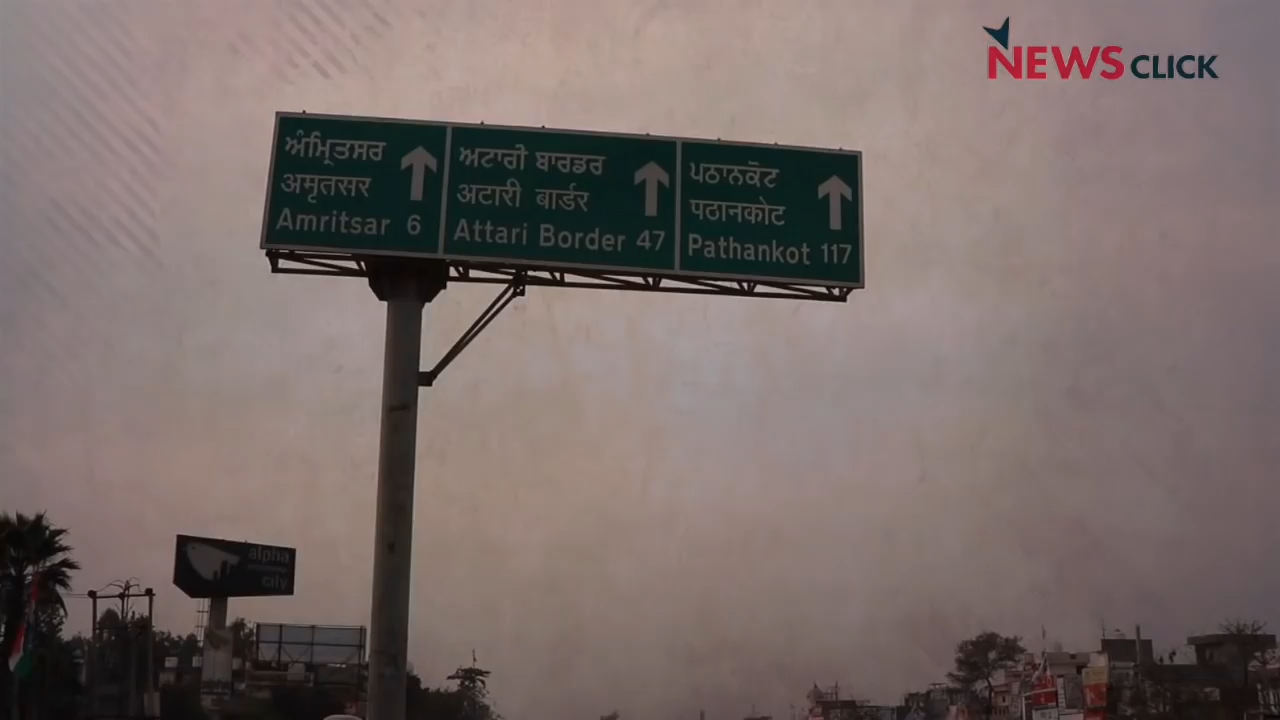 NEWS CLICK
ਅੰਮ੍ਰਿਤਸਰ
अमृतसर
Amritsar 6
ਅਟਾਰੀ ਬਾਰਡਰ
अटारी बार्डर
Attari Border 47
ਪਠਾਨਕੋਟ
पठानकोट
Pathankot 117
alpha
city